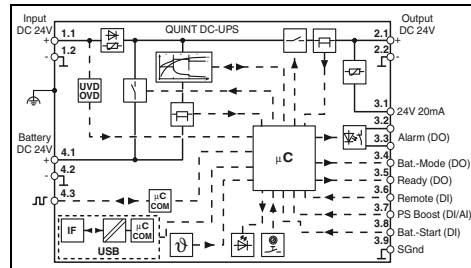 Input
DC 24V
1.1
+
1.2
-
QUINT DC-UPS
Output
DC 24V
2.1
+
2.2
-
UVD
OVD
3.1
24V 20mA
3.2
3.3
Alarm (DO)
Battery
DC 24V
4.1
+
4.2
-
4.3
µC
COM
µC
3.4
Bat.-Mode (DO)
3.5
Ready (DO)
3.6
Remote (DI)
3.7
PS Boost (DI/AI)
3.8
Bat.-Start (DI)
3.9
SGnd
IF
µC
COM
USB
ϑ